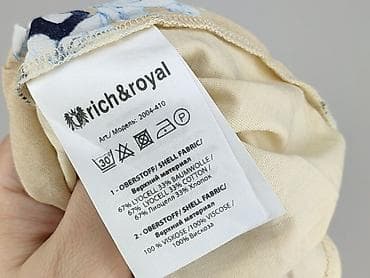 rich&royal
Art./ Модель: 2004-410
30
P
1 - OBERSTOFF/ SHELL FABRIC/
Верхний материал
67% LYOCELL 33% BAUMWOLLE /
67% LYOCELL 33% COTTON /
67% Лиоцелл 33% Хлопок
2 - OBERSTOFF/ SHELL FABRIC/
Верхний материал
100 % VISKOSE /100% VISCOSE /
100% Вискоза